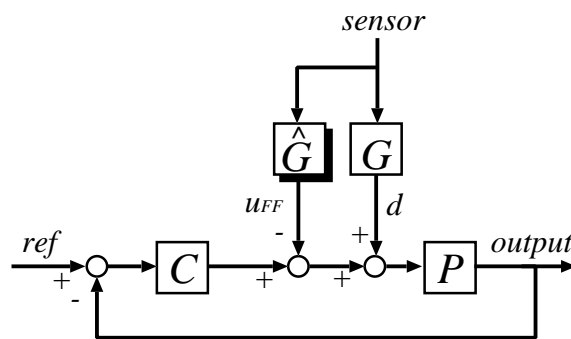 sensor
^
G
G
u_FF
d
-
+
ref
output
+
-
C
+
+
P